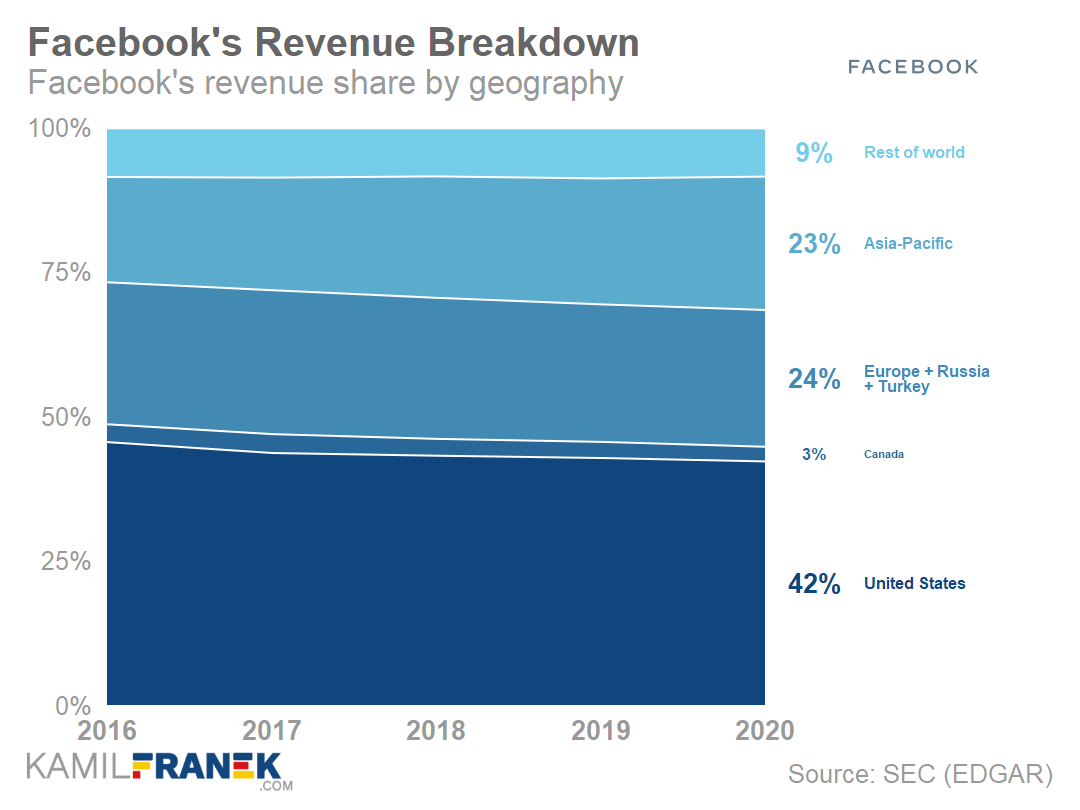 Facebook's Revenue Breakdown
Facebook's revenue share by geography
FACEBOOK
100%
75%
50%
25%
0%
9% Rest of world
23% Asia-Pacific
24% Europe + Russia
+ Turkey
3% Canada
42% United States
2016 2017 2018 2019 2020
KAMILFRANEK
.COM
Source: SEC (EDGAR)